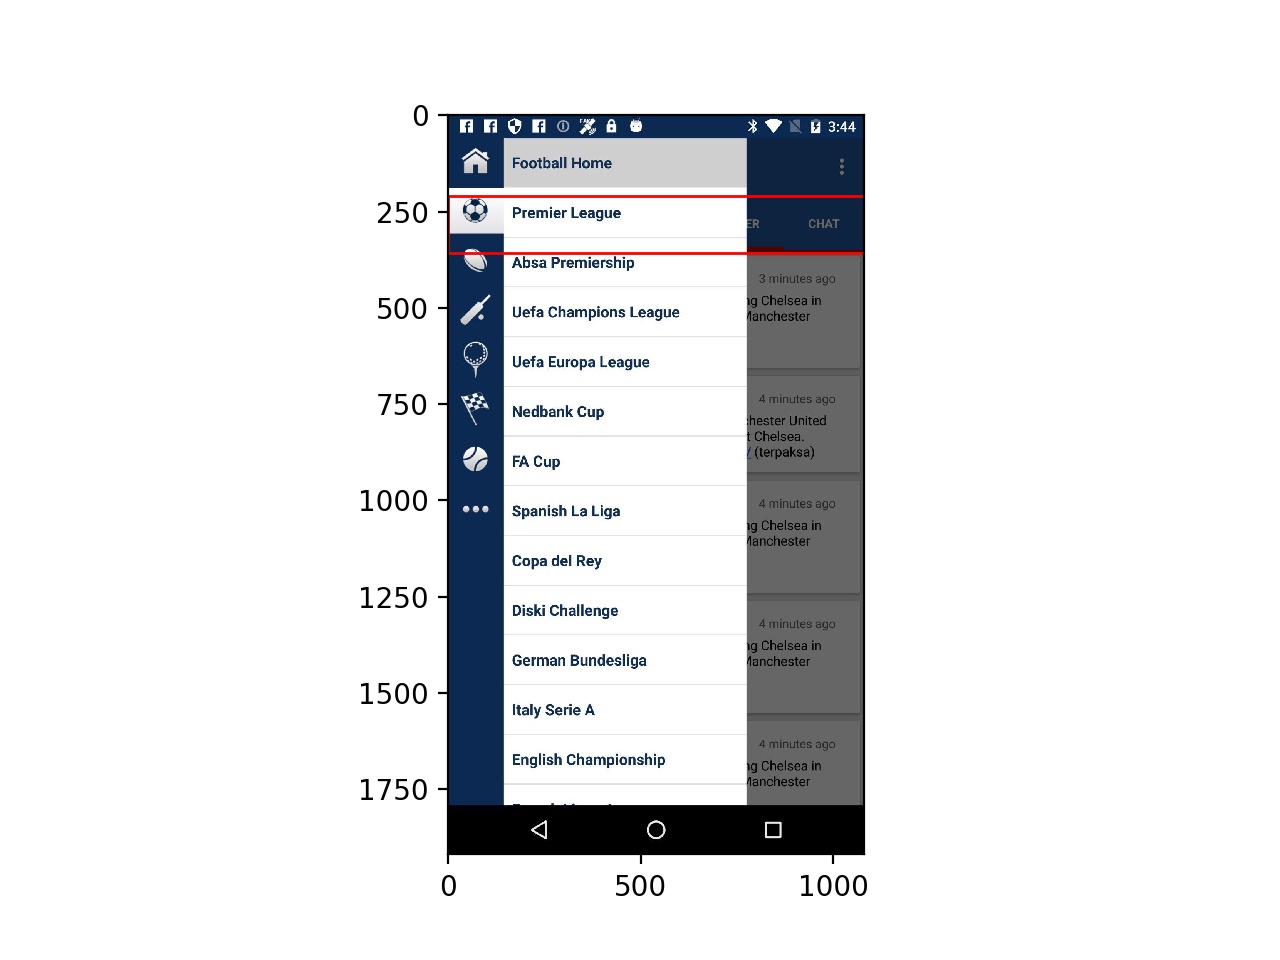 0
250
500
750
1000
1250
1500
1750
0
500
1000
3:44
Football Home
Premier League
ER
CHAT
Absa Premiership
Uefa Champions League
Uefa Europa League
Nedbank Cup
FA Cup
Spanish La Liga
Copa del Rey
Diski Challenge
German Bundesliga
Italy Serie A
English Championship
3 minutes ago
ng Chelsea in
Manchester
4 minutes ago
chester United
t Chelsea.
/ (terpaksa)
4 minutes ago
ng Chelsea in
Manchester
4 minutes ago
ng Chelsea in
Manchester
4 minutes ago
ng Chelsea in
Manchester